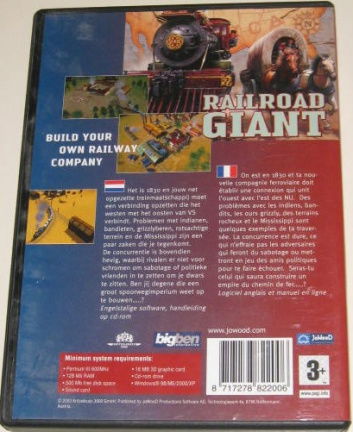 RAILROAD
GIANT
BUILD YOUR
OWN RAILWAY
COMPANY
Het is 1830 en jouw net
opgezette treinmaatschappij moet
een verbinding opzetten die het
westen met het oosten van VS
verbindt. Problemen met indianen,
bandieten, grizzlyberen, rotsachtige
terrein en de Mississippi zijn een
paar zaken die je tegenkomt.
De concurrentie is bovendien
hevig, waarbij rivalen er niet voor
schromen om sabotage of politieke
vrienden in te zetten om je dwars
te zitten. Ben jij degene die een
groot spoorwegimperium weet op
te bouwen....?
Engelstalige software, handleiding
op cd-rom
On est en 1830 et ta nou-
velle compagnie ferroviaire doit
établir une connexion qui unit
l'ouest avec l'est des NU. Des
problèmes avec les indiens, ban-
dits, les ours grizzly, des terrains
rocheux et le Mississippi sont
quelques exemples de ta traver-
sée. La concurrence est dure, ce
qui n'effraie pas les adversaires
qui feront du sabotage ou met-
tront en jeu des amis politiques
pour te faire échouer. Seras-tu
celui qui saura construire un
empire du chemin de fer....?
Logiciel anglais et manuel en ligne
bigben
www.Jowood.com
JoWooD
Minimum system requirements:
• Pentium III 600Mhz
• 128 Mb RAM
• 500 Mb free disk space
• Sound card
• 16 MB 3D graphic card
• Cd-rom drive
• Windows® 98/ME/2000/XP
8 717278 822006
3+
www.pegi.info